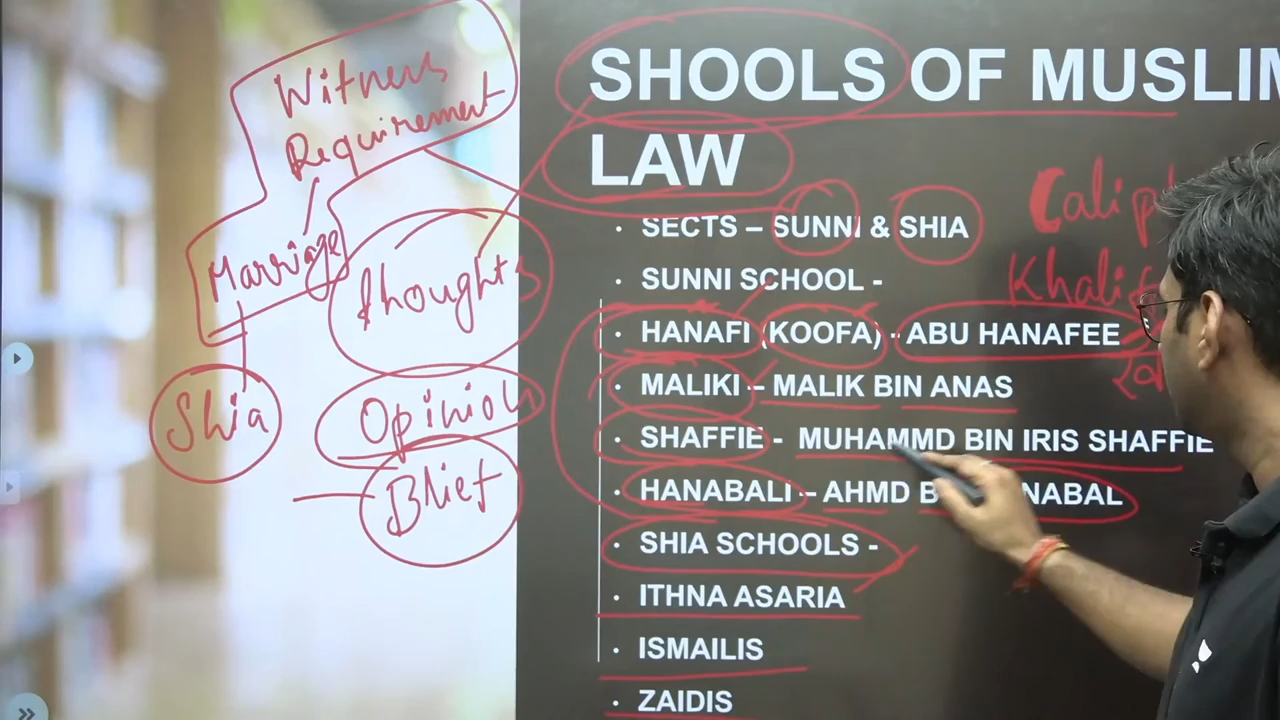 Witness
Requirement
Marriage
Shia
thoughts
Opinion
Blief
SHOOLS OF MUSLIM
LAW
• SECTS – SUNNI & SHIA
• SUNNI SCHOOL -
• HANAFI (KOOFA) - ABU HANAFEE
• MALIKI – MALIK BIN ANAS
• SHAFFIE - MUHAMMD BIN IRIS SHAFFIE
• HANABALI – AHMD NABAL
• SHIA SCHOOLS -
• ITHNA ASARIA
• ISMAILIS
• ZAIDIS
Calip
Khalif